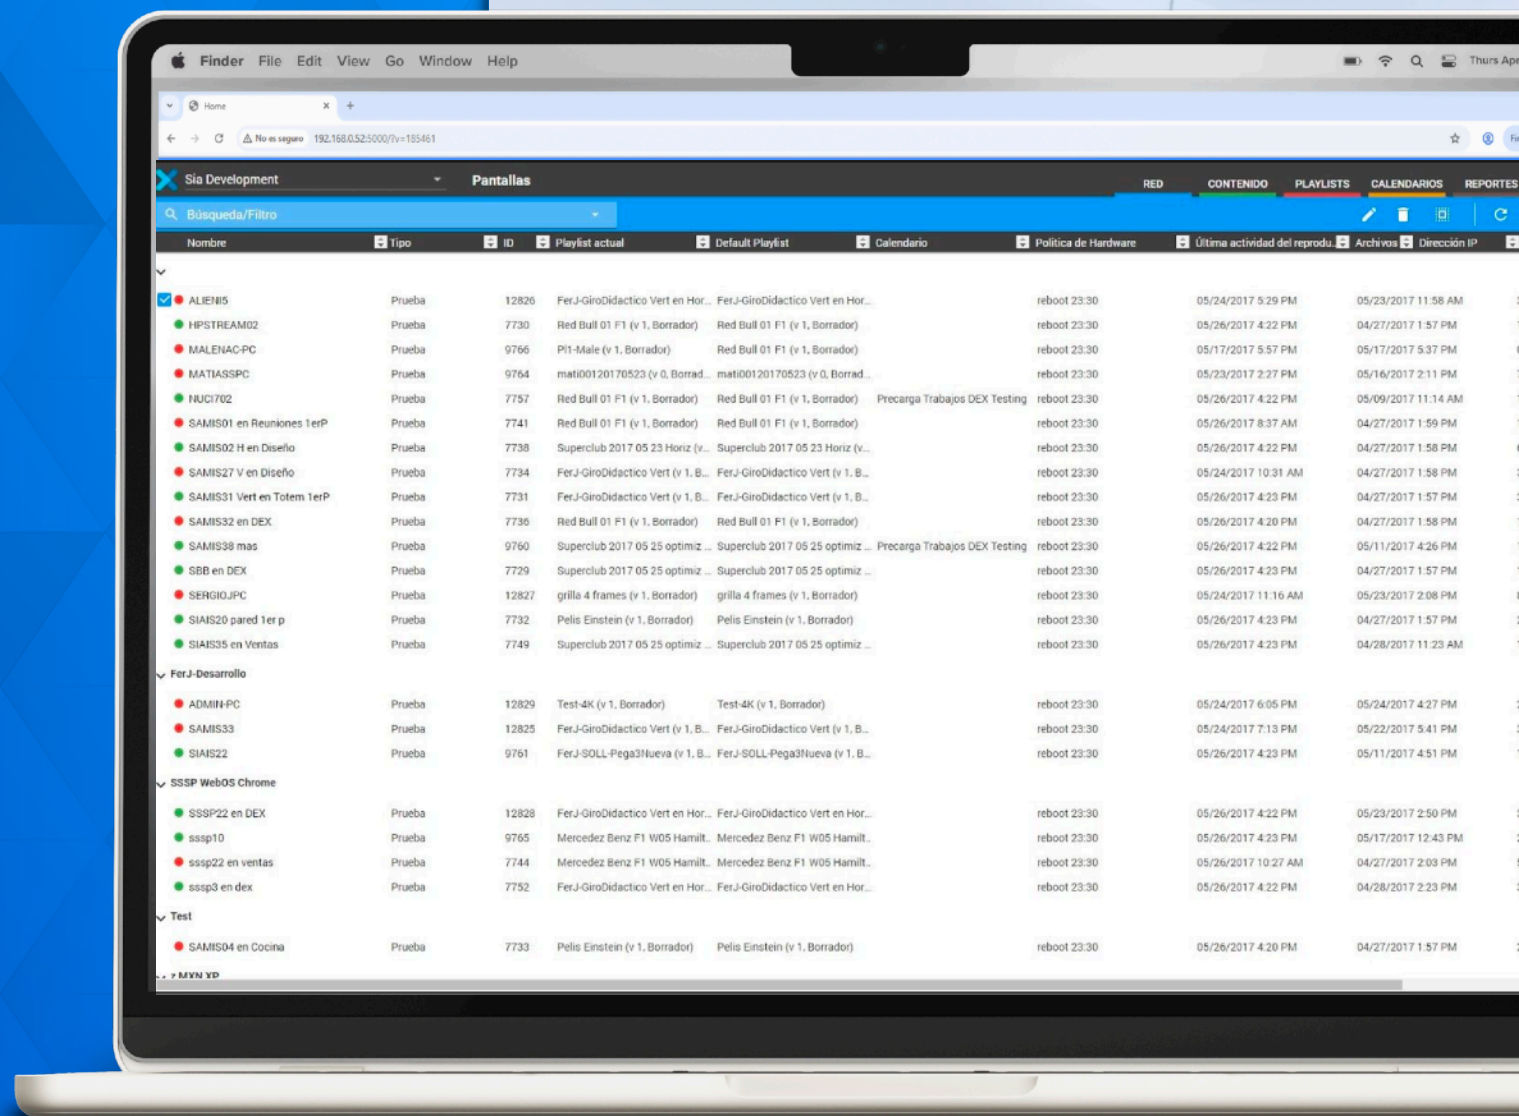 Finder File Edit View Go Window Help
Thurs Apr
Home
No es seguro 192.168.0.52:5000/?v=185461
Sia Development
Pantallas
RED CONTENIDO PLAYLISTS CALENDARIOS REPORTES
Búsqueda/Filtro
Nombre Tipo ID Playlist actual Default Playlist Calendario Politica de Hardware Última actividad del reprodu... Archivos Dirección IP
ALIENI5 Prueba 12826 FerJ-GiroDidactico Vert en Hor... FerJ-GiroDidactico Vert en Hor... reboot 23:30 05/24/2017 5:29 PM 05/23/2017 11:58 AM
HPSTREAM02 Prueba 7730 Red Bull 01 F1 (v 1, Borrador) Red Bull 01 F1 (v 1, Borrador) reboot 23:30 05/26/2017 4:22 PM 04/27/2017 1:57 PM
MALENAC-PC Prueba 9766 PI1-Male (v 1, Borrador) Red Bull 01 F1 (v 1, Borrador) reboot 23:30 05/17/2017 5:57 PM 05/17/2017 5:37 PM
MATIASSPC Prueba 9764 mati00120170523 (v 0, Borrad... mati00120170523 (v 0, Borrad... reboot 23:30 05/23/2017 2:27 PM 05/16/2017 2:11 PM
NUCI702 Prueba 7757 Red Bull 01 F1 (v 1, Borrador) Red Bull 01 F1 (v 1, Borrador) Precarga Trabajos DEX Testing reboot 23:30 05/26/2017 4:22 PM 05/09/2017 11:14 AM
SAMIS01 en Reuniones 1erP Prueba 7741 Red Bull 01 F1 (v 1, Borrador) Red Bull 01 F1 (v 1, Borrador) reboot 23:30 05/26/2017 8:37 AM 04/27/2017 1:59 PM
SAMIS02 H en Diseño Prueba 7738 Superclub 2017 05 23 Horiz (v... Superclub 2017 05 23 Horiz (v... reboot 23:30 05/26/2017 4:22 PM 04/27/2017 1:58 PM
SAMIS27 V en Diseño Prueba 7734 FerJ-GiroDidactico Vert (v 1, B... FerJ-GiroDidactico Vert (v 1, B... reboot 23:30 05/24/2017 10:31 AM 04/27/2017 1:58 PM
SAMIS31 Vert en Totem 1erP Prueba 7731 FerJ-GiroDidactico Vert (v 1, B... FerJ-GiroDidactico Vert (v 1, B... reboot 23:30 05/26/2017 4:23 PM 04/27/2017 1:57 PM
SAMIS32 en DEX Prueba 7736 Red Bull 01 F1 (v 1, Borrador) Red Bull 01 F1 (v 1, Borrador) reboot 23:30 05/26/2017 4:20 PM 04/27/2017 1:58 PM
SAMIS38 mas Prueba 9760 Superclub 2017 05 25 optimiz ... Superclub 2017 05 25 optimiz ... Precarga Trabajos DEX Testing reboot 23:30 05/26/2017 4:22 PM 05/11/2017 4:26 PM
SBB en DEX Prueba 7729 Superclub 2017 05 25 optimiz ... Superclub 2017 05 25 optimiz ... reboot 23:30 05/26/2017 4:23 PM 04/27/2017 1:57 PM
SERGIOJPC Prueba 12827 grilla 4 frames (v 1, Borrador) grilla 4 frames (v 1, Borrador) reboot 23:30 05/24/2017 11:16 AM 05/23/2017 2:08 PM
SIAIS20 pared 1er p Prueba 7732 Pelis Einstein (v 1, Borrador) Pelis Einstein (v 1, Borrador) reboot 23:30 05/26/2017 4:23 PM 04/27/2017 1:57 PM
SIAIS35 en Ventas Prueba 7749 Superclub 2017 05 25 optimiz ... Superclub 2017 05 25 optimiz ... reboot 23:30 05/26/2017 4:23 PM 04/28/2017 11:23 AM
FerJ-Desarrollo
ADMIN-PC Prueba 12829 Test-4K (v 1, Borrador) Test-4K (v 1, Borrador) reboot 23:30 05/24/2017 6:05 PM 05/24/2017 4:27 PM
SAMIS33 Prueba 12825 FerJ-GiroDidactico Vert (v 1, B... FerJ-GiroDidactico Vert (v 1, B... reboot 23:30 05/24/2017 7:13 PM 05/22/2017 5:41 PM
SIAIS22 Prueba 9761 FerJ-SOLL-Pega3Nueva (v 1, B... FerJ-SOLL-Pega3Nueva (v 1, B... reboot 23:30 05/26/2017 4:23 PM 05/11/2017 4:51 PM
SSSP WebOS Chrome
SSSP22 en DEX Prueba 12828 FerJ-GiroDidactico Vert en Hor... FerJ-GiroDidactico Vert en Hor... reboot 23:30 05/26/2017 4:22 PM 05/23/2017 2:50 PM
sssp10 Prueba 9765 Mercedez Benz F1 W05 Hamilt... Mercedez Benz F1 W05 Hamilt... reboot 23:30 05/26/2017 4:23 PM 05/17/2017 12:43 PM
sssp22 en ventas Prueba 7744 Mercedez Benz F1 W05 Hamilt... Mercedez Benz F1 W05 Hamilt... reboot 23:30 05/26/2017 10:27 AM 04/27/2017 2:03 PM
sssp3 en dex Prueba 7752 FerJ-GiroDidactico Vert en Hor... FerJ-GiroDidactico Vert en Hor... reboot 23:30 05/26/2017 4:22 PM 04/28/2017 2:23 PM
Test
SAMIS04 en Cocina Prueba 7733 Pelis Einstein (v 1, Borrador) Pelis Einstein (v 1, Borrador) reboot 23:30 05/26/2017 4:20 PM 04/27/2017 1:57 PM
z MXN XP